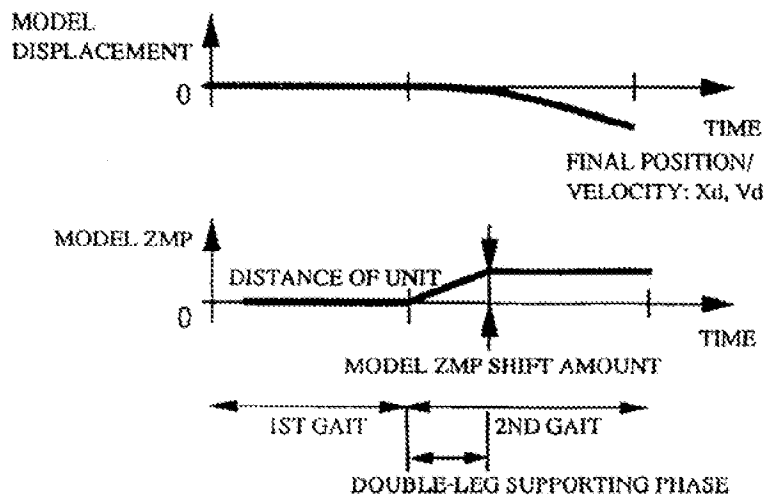 MODEL
DISPLACEMENT
0
TIME
FINAL POSITION/
VELOCITY: Xd, Vd
MODEL ZMP
DISTANCE OF UNIT
0
TIME
MODEL ZMP SHIFT AMOUNT
1ST GAIT
2ND GAIT
DOUBLE-LEG SUPPORTING PHASE